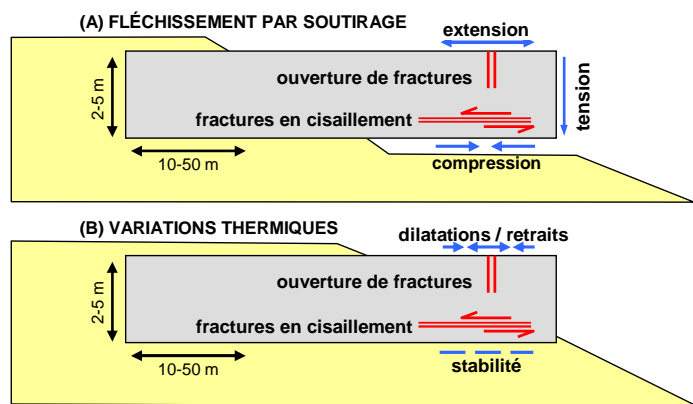 (A) FLÉCHISSEMENT PAR SOUTIRAGE
extension
ouverture de fractures
2-5 m
tension
fractures en cisaillement
10-50 m
compression
(B) VARIATIONS THERMIQUES
dilatations / retraits
ouverture de fractures
2-5 m
fractures en cisaillement
10-50 m
stabilité